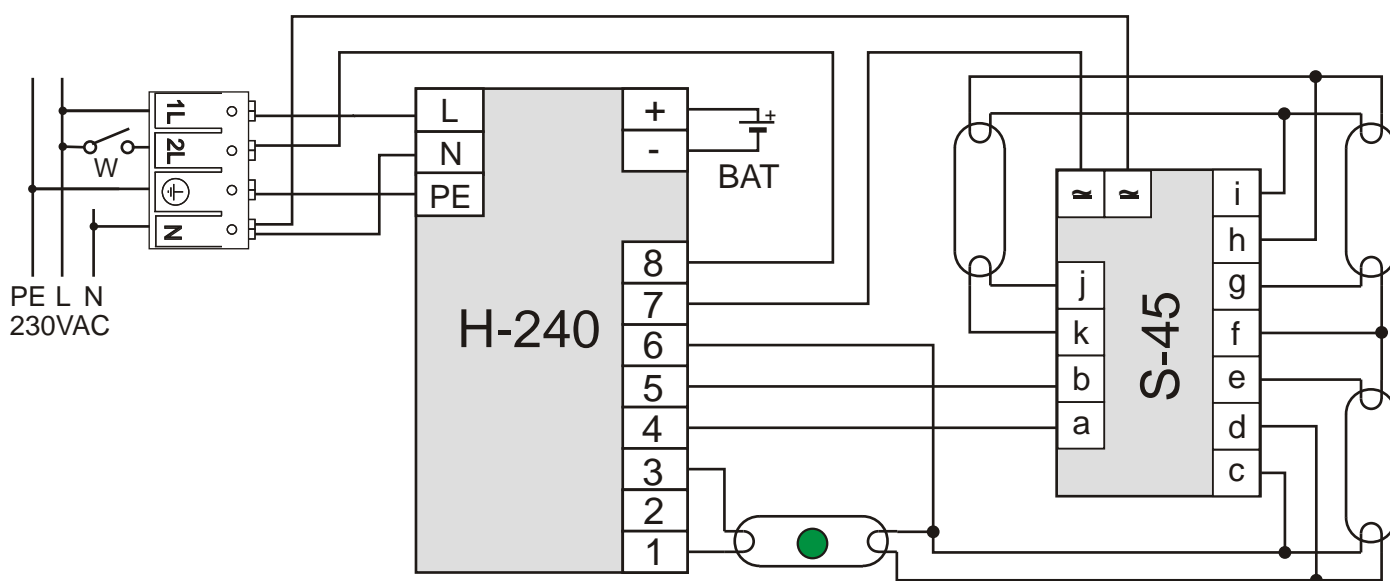 1L
2L
N
W
PE L N
230VAC
L
N
PE
H-240
+
-
+
BAT
8
7
6
5
4
3
2
1
≃ ≃
j
k
b
a
S-45
i
h
g
f
e
d
c